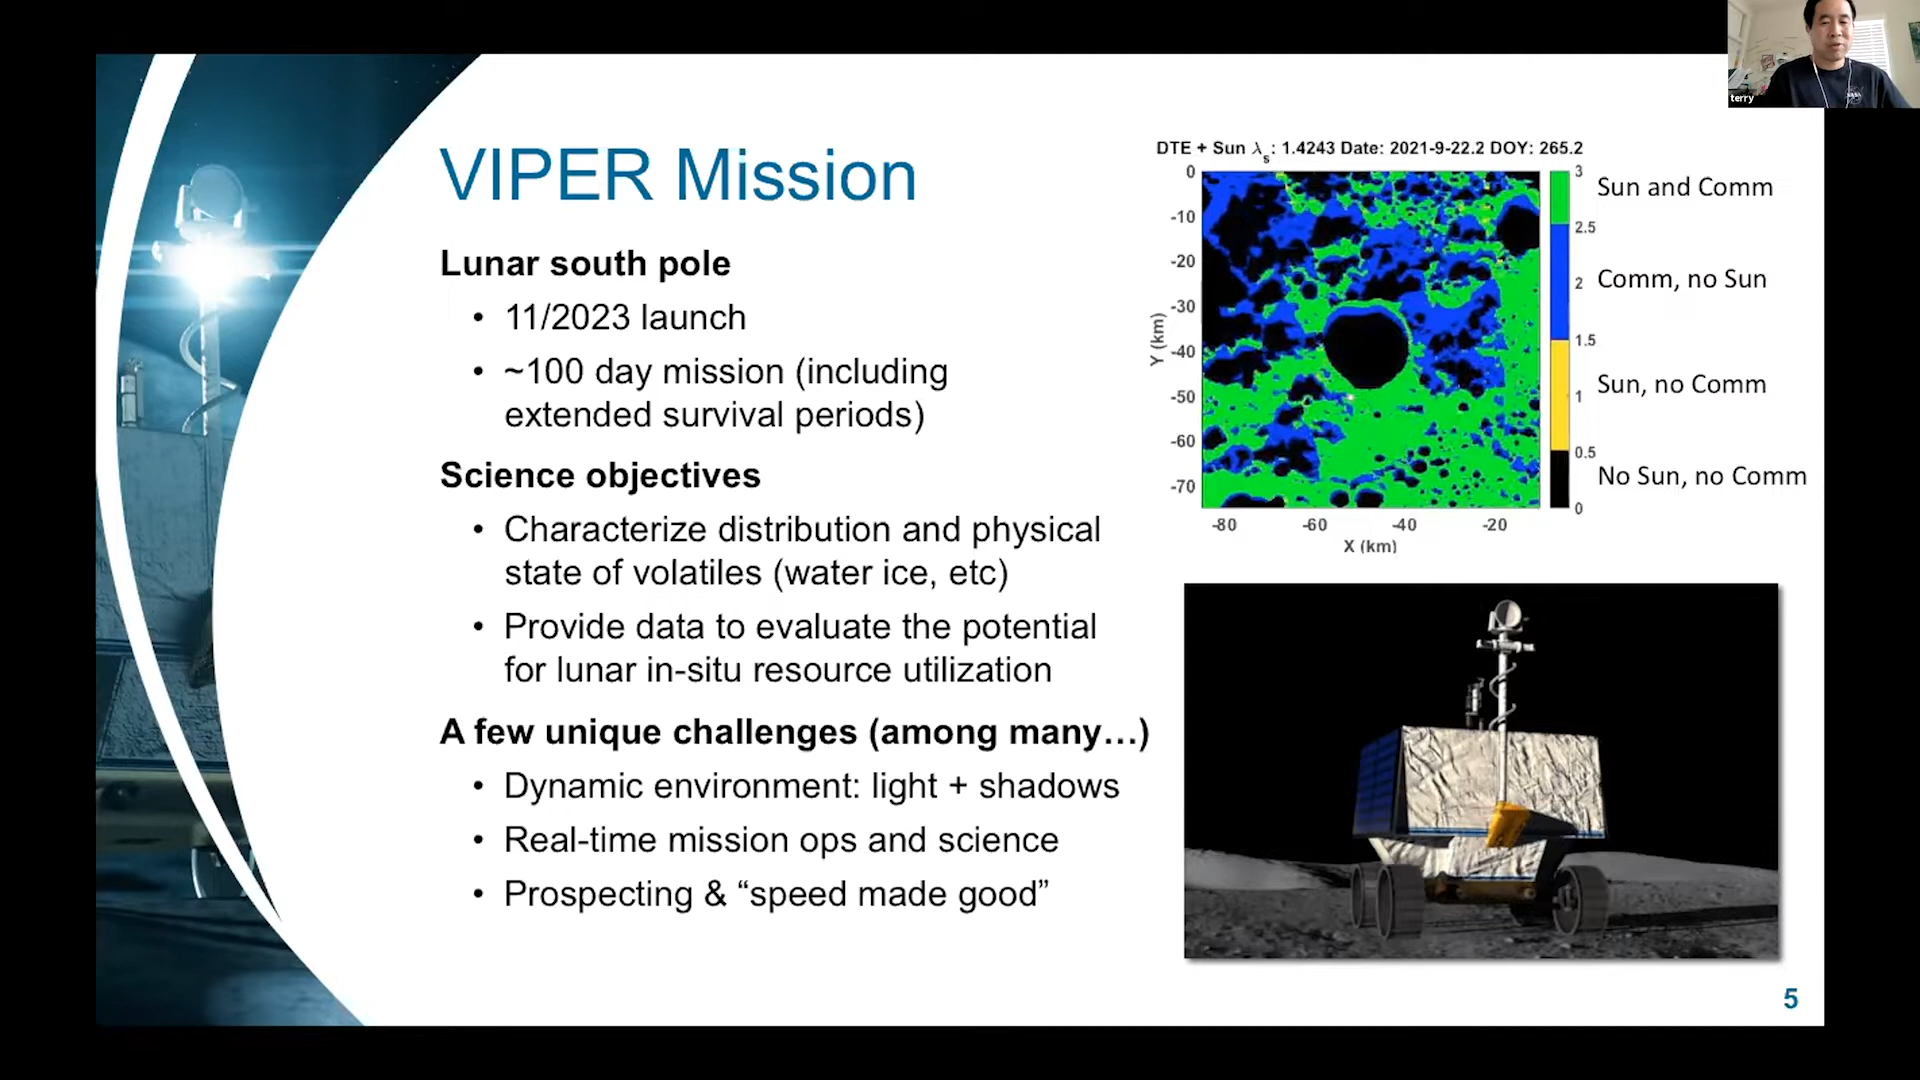 terry
VIPER Mission
Lunar south pole
• 11/2023 launch
• ~100 day mission (including
extended survival periods)
Science objectives
• Characterize distribution and physical
state of volatiles (water ice, etc)
• Provide data to evaluate the potential
for lunar in-situ resource utilization
A few unique challenges (among many…)
• Dynamic environment: light + shadows
• Real-time mission ops and science
• Prospecting & “speed made good”
DTE + Sun λs: 1.4243 Date: 2021-9-22.2 DOY: 265.2
0
-10
-20
-30
-40
-50
-60
-70
Y (km)
-80 -60 -40 -20
X (km)
3
2.5
2
1.5
1
0.5
0
Sun and Comm
Comm, no Sun
Sun, no Comm
No Sun, no Comm
5